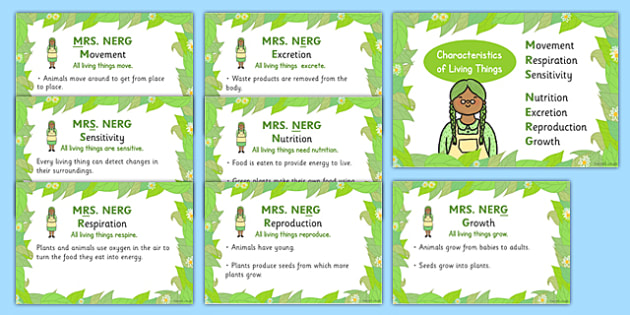 MRS. NERG
Movement
All living things move.
• Animals move around to get from place
to place.
MRS. NERG
Excretion
All living things excrete.
• Waste products are removed from the
body.
Characteristics
of Living Things
Movement
Respiration
Sensitivity
Nutrition
Excretion
Reproduction
Growth
MRS. NERG
Sensitivity
All living things are sensitive.
Every living thing can detect changes in
their surroundings.
MRS. NERG
Nutrition
All living things need nutrition.
• Food is eaten to provide energy to live.
• Green plants make their own food using
MRS. NERG
Respiration
All living things respire.
Plants and animals use oxygen in the air to
turn the food they eat into energy.
MRS. NERG
Reproduction
All living things reproduce.
• Animals have young.
• Plants produce seeds from which more
plants grow.
MRS. NERG
Growth
All living things grow.
• Animals grow from babies to adults.
• Seeds grow into plants.